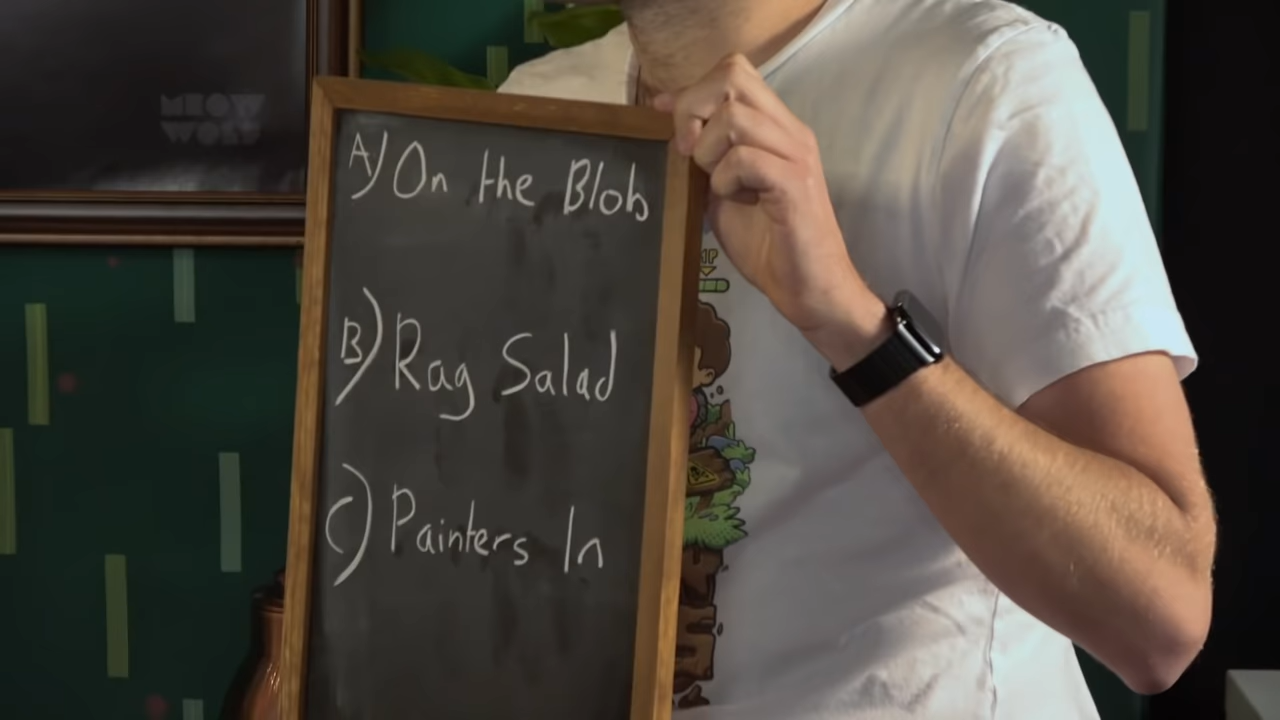 MEOW
WOLF
A) On the Blob
B) Rag Salad
C) Painters In